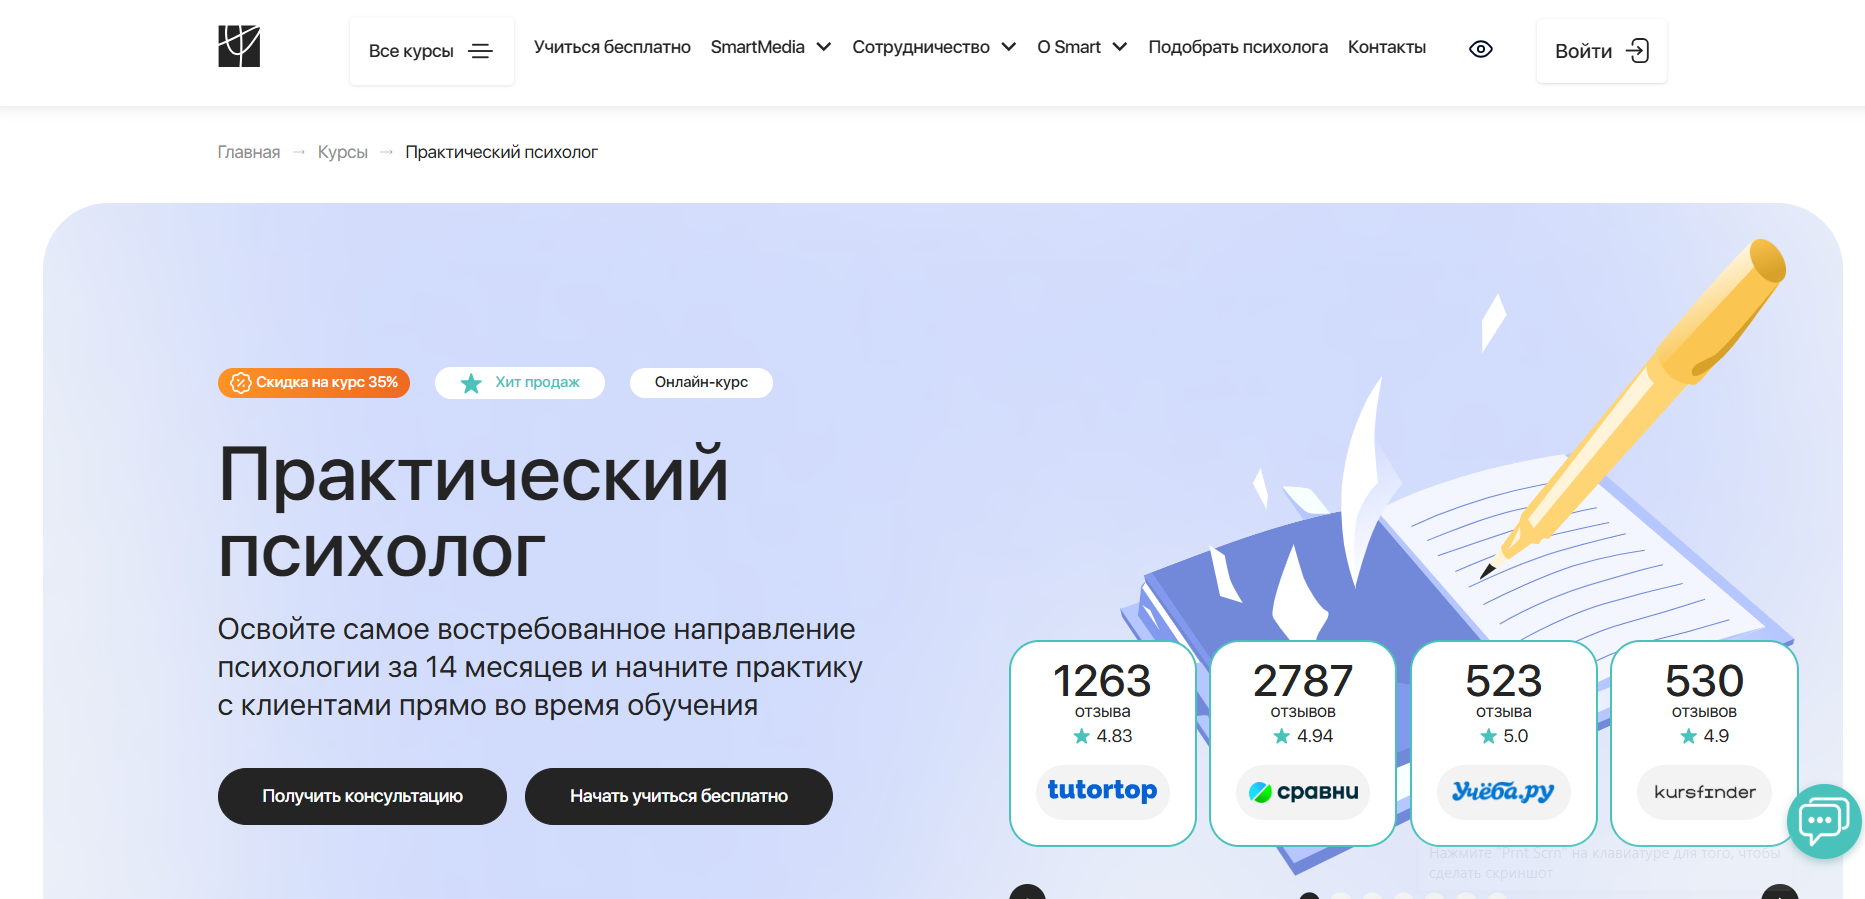 Все курсы
Учиться бесплатно
SmartMedia
Сотрудничество
О Smart
Подобрать психолога
Контакты
Войти
Главная → Курсы → Практический психолог
Скидка на курс 35%
Хит продаж
Онлайн-курс
Практический
психолог
Освойте самое востребованное направление
психологии за 14 месяцев и начните практику
с клиентами прямо во время обучения
Получить консультацию
Начать учиться бесплатно
1263
отзыва
4.83
tutortop
2787
отзывов
4.94
сравни
523
отзыва
5.0
Учёба.ру
530
отзывов
4.9
kursfinder
Нажмите "Prnt Scrn" на клавиатуре для того, чтобы
сделать скриншот